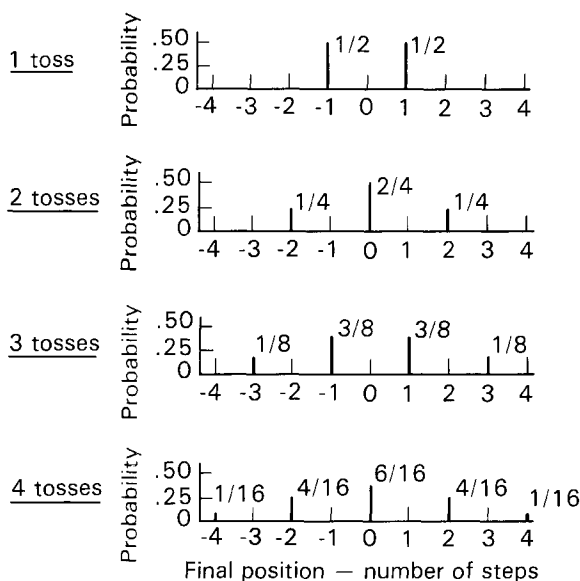 1 toss
Probability
.50
.25
0
1/2 1/2
-4 -3 -2 -1 0 1 2 3 4
2 tosses
Probability
.50
.25
0
1/4 2/4 1/4
-4 -3 -2 -1 0 1 2 3 4
3 tosses
Probability
.50
.25
0
1/8 3/8 3/8 1/8
-4 -3 -2 -1 0 1 2 3 4
4 tosses
Probability
.50
.25
0
1/16 4/16 6/16 4/16 1/16
-4 -3 -2 -1 0 1 2 3 4
Final position — number of steps